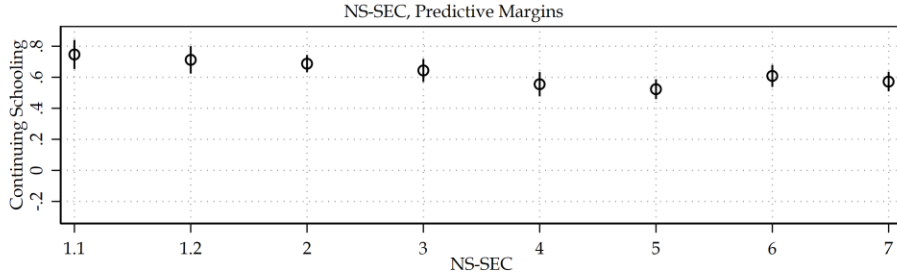 NS-SEC, Predictive Margins
Continuing Schooling
.8
.6
.4
.2
0
-.2
1.1 1.2 2 3 4 5 6 7
NS-SEC